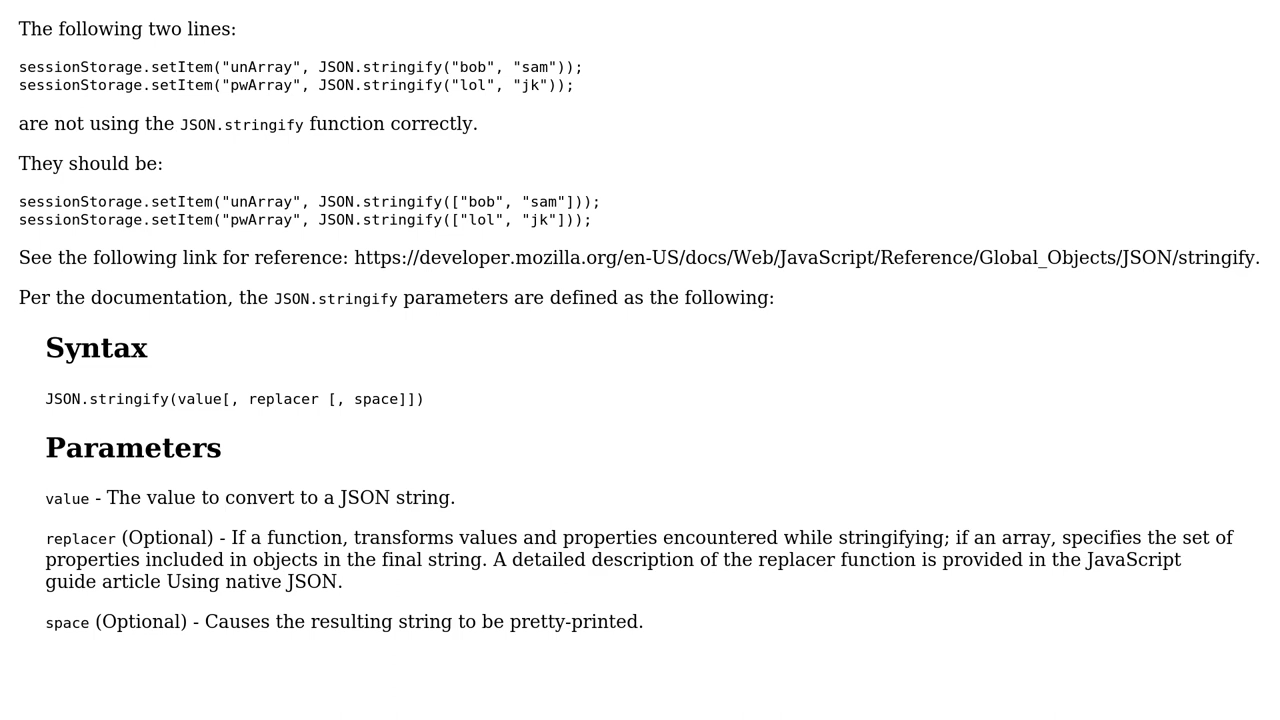 The following two lines:
sessionStorage.setItem("unArray", JSON.stringify("bob", "sam"));
sessionStorage.setItem("pwArray", JSON.stringify("lol", "jk"));
are not using the JSON.stringify function correctly.
They should be:
sessionStorage.setItem("unArray", JSON.stringify(["bob", "sam"]));
sessionStorage.setItem("pwArray", JSON.stringify(["lol", "jk"]));
See the following link for reference: https://developer.mozilla.org/en-US/docs/Web/JavaScript/Reference/Global_Objects/JSON/stringify.
Per the documentation, the JSON.stringify parameters are defined as the following:
Syntax
JSON.stringify(value[, replacer [, space]])
Parameters
value - The value to convert to a JSON string.
replacer (Optional) - If a function, transforms values and properties encountered while stringifying; if an array, specifies the set of
properties included in objects in the final string. A detailed description of the replacer function is provided in the JavaScript
guide article Using native JSON.
space (Optional) - Causes the resulting string to be pretty-printed.